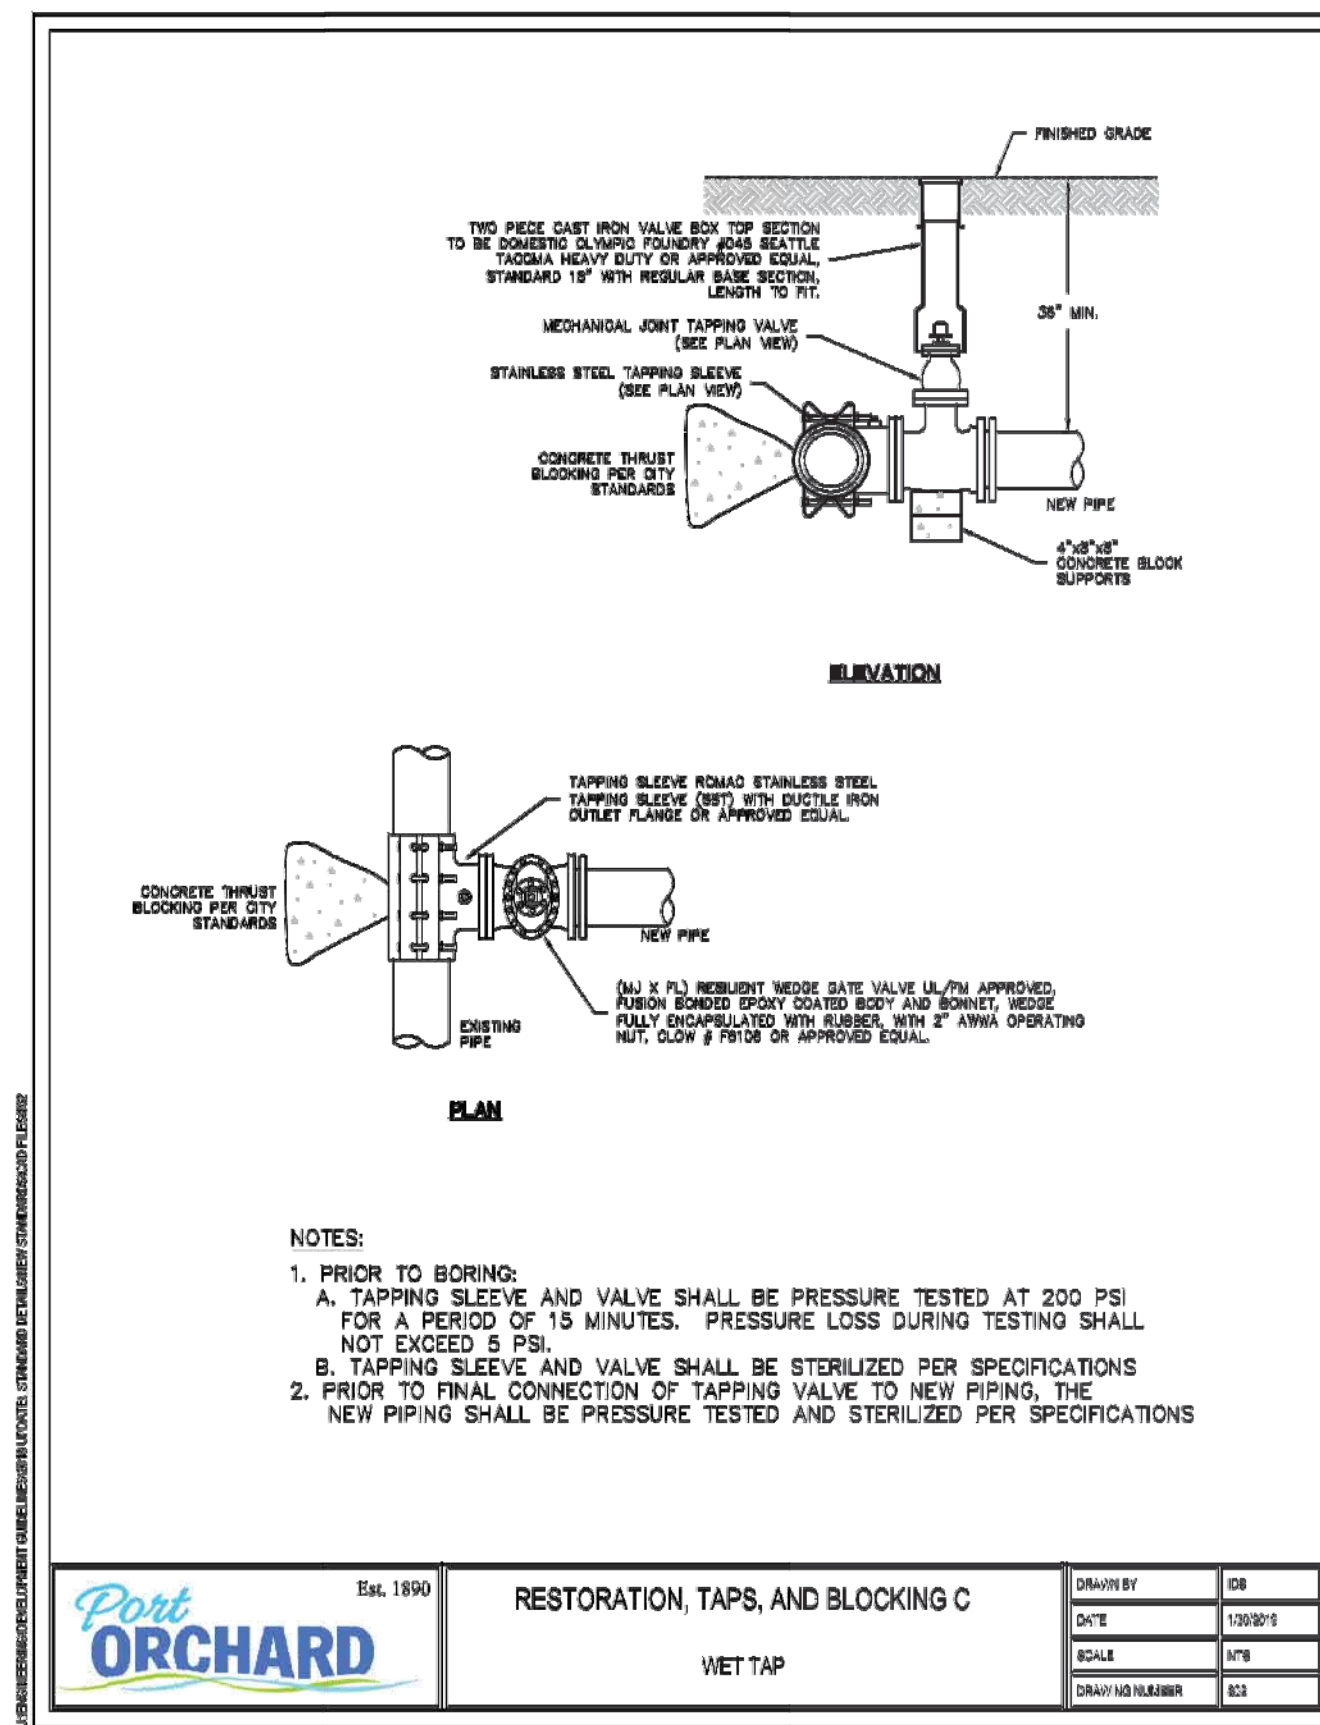 FINISHED GRADE
TWO PIECE CAST IRON VALVE BOX TOP SECTION
TO BE DOMESTIC OLYMPIC FOUNDRY #045 SEATTLE
TACOMA HEAVY DUTY OR APPROVED EQUAL,
STANDARD 18" WITH REGULAR BASE SECTION,
LENGTH TO FIT.
MECHANICAL JOINT TAPPING VALVE
(SEE PLAN VIEW)
STAINLESS STEEL TAPPING SLEEVE
(SEE PLAN VIEW)
MIN.
CONCRETE THRUST
BLOCKING PER CITY
STANDARDS
NEW PIPE
CONCRETE BLOCK
SUPPORTS
ELEVATION
TAPPING SLEEVE ROMAC STAINLESS STEEL
TAPPING SLEEVE (SST) WITH DUCTILE IRON
OUTLET FLANGE OR APPROVED EQUAL.
CONCRETE THRUST
BLOCKING PER CITY
STANDARDS
NEW PIPE
(MJ X FL) RESILIENT WEDGE GATE VALVE UL/FM APPROVED,
FUSION BONDED EPOXY COATED BODY AND BONNET, WEDGE
FULLY ENCAPSULATED WITH RUBBER, WITH 2" AWWA OPERATING
NUT, CLOW # OR APPROVED EQUAL.
EXISTING
PIPE
PLAN
NOTES:
1. PRIOR TO BORING:
A. TAPPING SLEEVE AND VALVE SHALL BE PRESSURE TESTED AT 200 PSI
FOR A PERIOD OF 15 MINUTES. PRESSURE LOSS DURING TESTING SHALL
NOT EXCEED 5 PSI.
B. TAPPING SLEEVE AND VALVE SHALL BE STERILIZED PER SPECIFICATIONS
2. PRIOR TO FINAL CONNECTION OF TAPPING VALVE TO NEW PIPING, THE
NEW PIPING SHALL BE PRESSURE TESTED AND STERILIZED PER SPECIFICATIONS
Est. 1890
Port
ORCHARD
RESTORATION, TAPS, AND BLOCKING C
WET TAP
DRAWN BY
DATE
SCALE NTS
DRAWING NUMBER